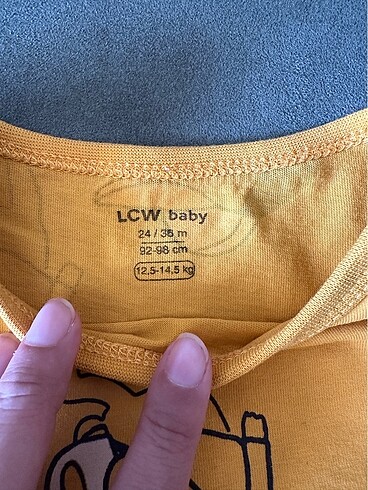 LCW baby
24 / 36 m
92-98 cm
12,5-14,5 kg